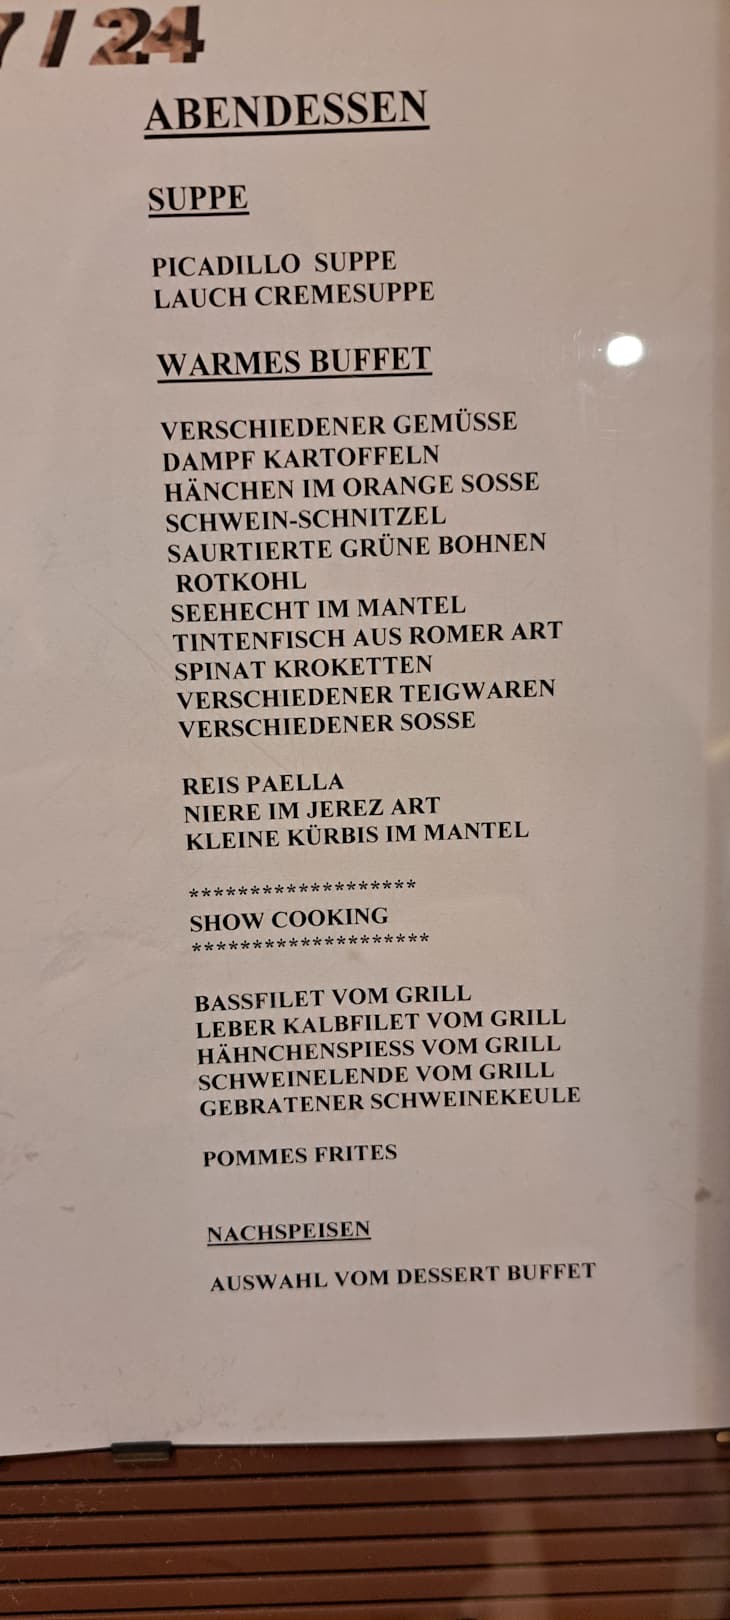 7/24
ABENDESSEN
SUPPE
PICADILLO SUPPE
LAUCH CREMESUPPE
WARMES BUFFET
VERSCHIEDENER GEMÜSSE
DAMPF KARTOFFELN
HÄNCHEN IM ORANGE SOSSE
SCHWEIN-SCHNITZEL
SAURTIERTE GRÜNE BOHNEN
ROTKOHL
SEEHECHT IM MANTEL
TINTENFISCH AUS ROMER ART
SPINAT KROKETTEN
VERSCHIEDENER TEIGWAREN
VERSCHIEDENER SOSSE
REIS PAELLA
NIERE IM JEREZ ART
KLEINE KÜRBIS IM MANTEL
*******************
SHOW COOKING
********************
BASSFILET VOM GRILL
LEBER KALBFILET VOM GRILL
HÄHNCHENSPIESS VOM GRILL
SCHWEINELENDE VOM GRILL
GEBRATENER SCHWEINEKEULE
POMMES FRITES
NACHSPEISEN
AUSWAHL VOM DESSERT BUFFET